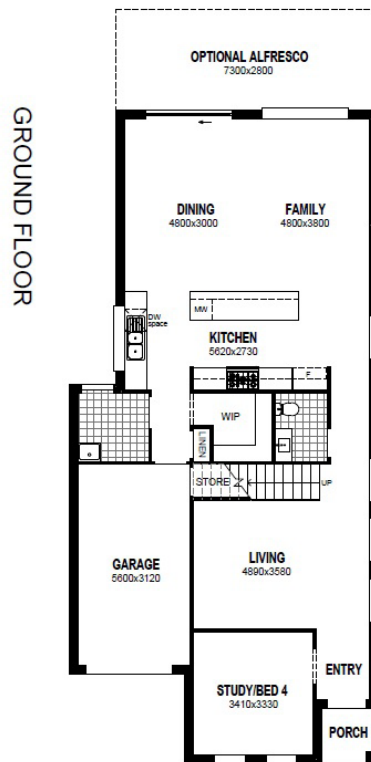 OPTIONAL ALFRESCO
7300x2800
GROUND FLOOR
DINING
4800x3000
FAMILY
4800x3800
MW
DW
space
KITCHEN
5620x2730
F
WIP
LINEN
STORE
UP
GARAGE
5600x3120
LIVING
4890x3580
ENTRY
STUDY/BED 4
3410x3330
PORCH